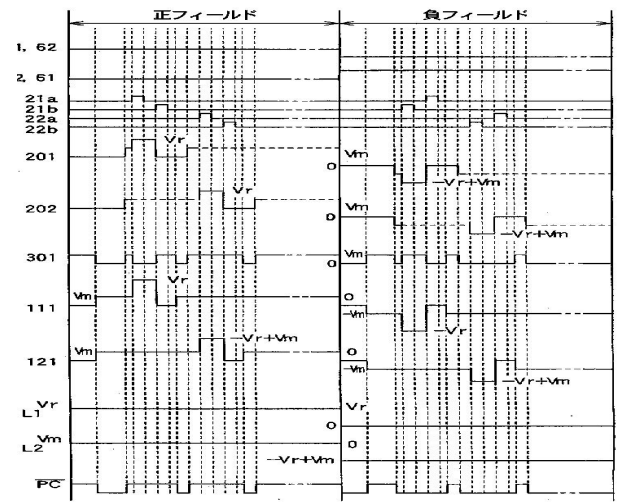 正フィールド 負フィールド
1, 62
2, 61
21a
21b
22a
22b
201 Vr Vm
O -Vr+Vm
202 Vr Vm
O -Vr+Vm
301 Vm
O
Vr O
111 Vm -Vm -Vr
-Vr+Vm O
121 Vm -Vm -Vr+Vm
L1 Vr Vr
O
L2 Vm O
-Vr+Vm
PC